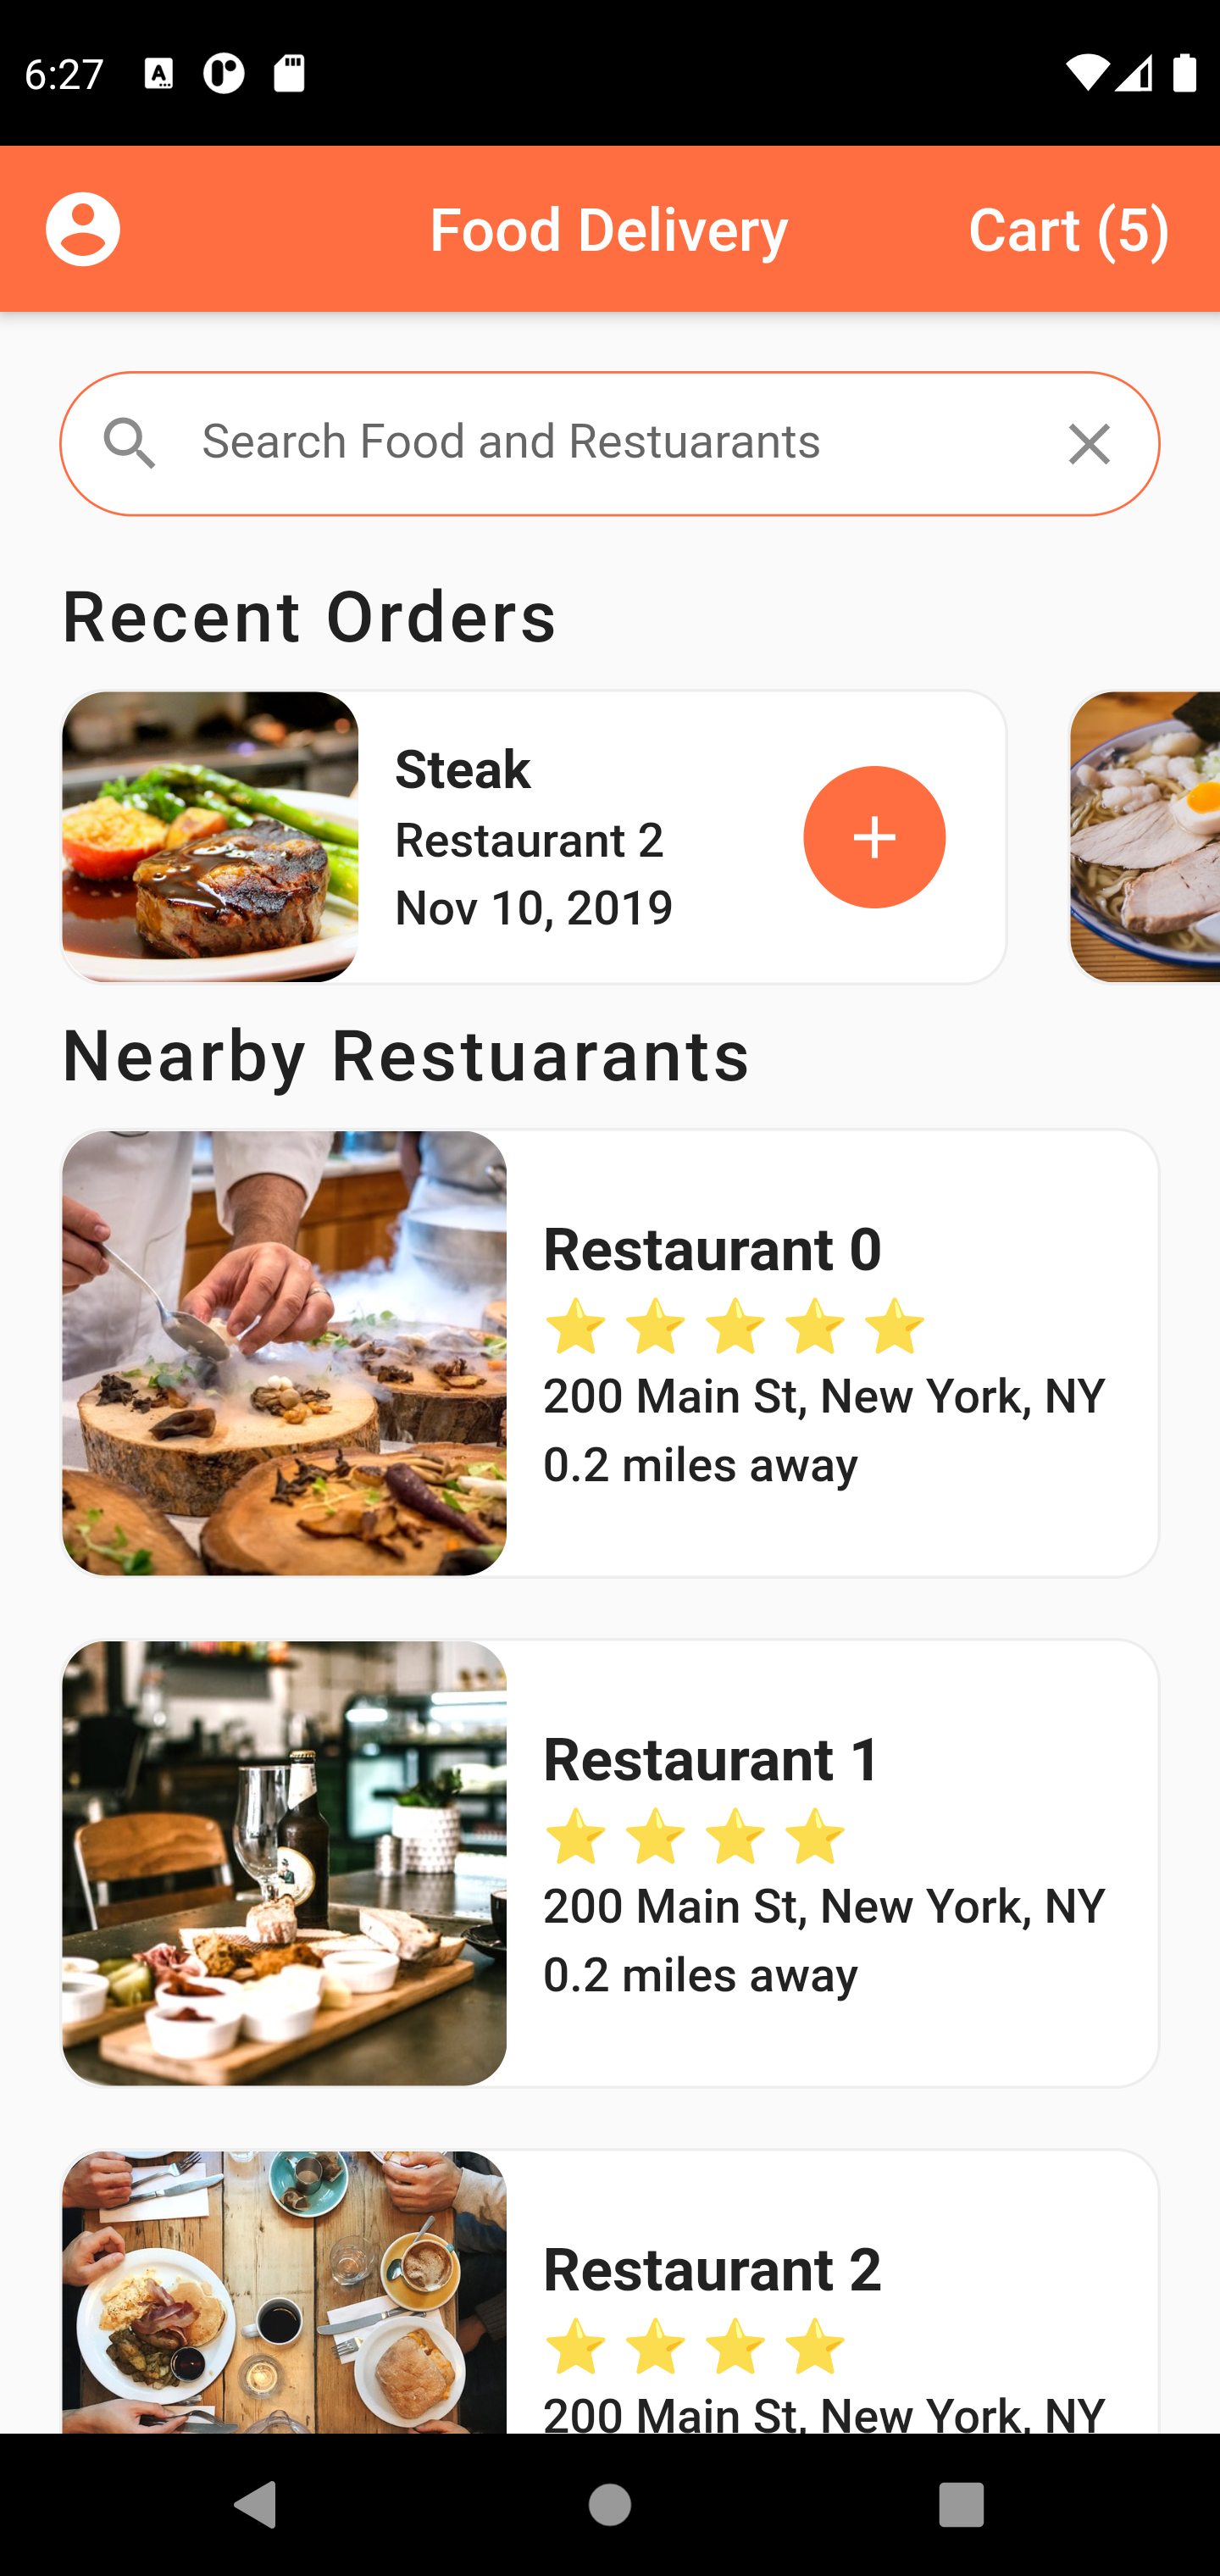 6:27
Food Delivery
Cart (5)
Search Food and Restuarants
Recent Orders
Steak
Restaurant 2
Nov 10, 2019
Nearby Restuarants
Restaurant 0
200 Main St, New York, NY
0.2 miles away
Restaurant 1
200 Main St, New York, NY
0.2 miles away
Restaurant 2
200 Main St, New York, NY